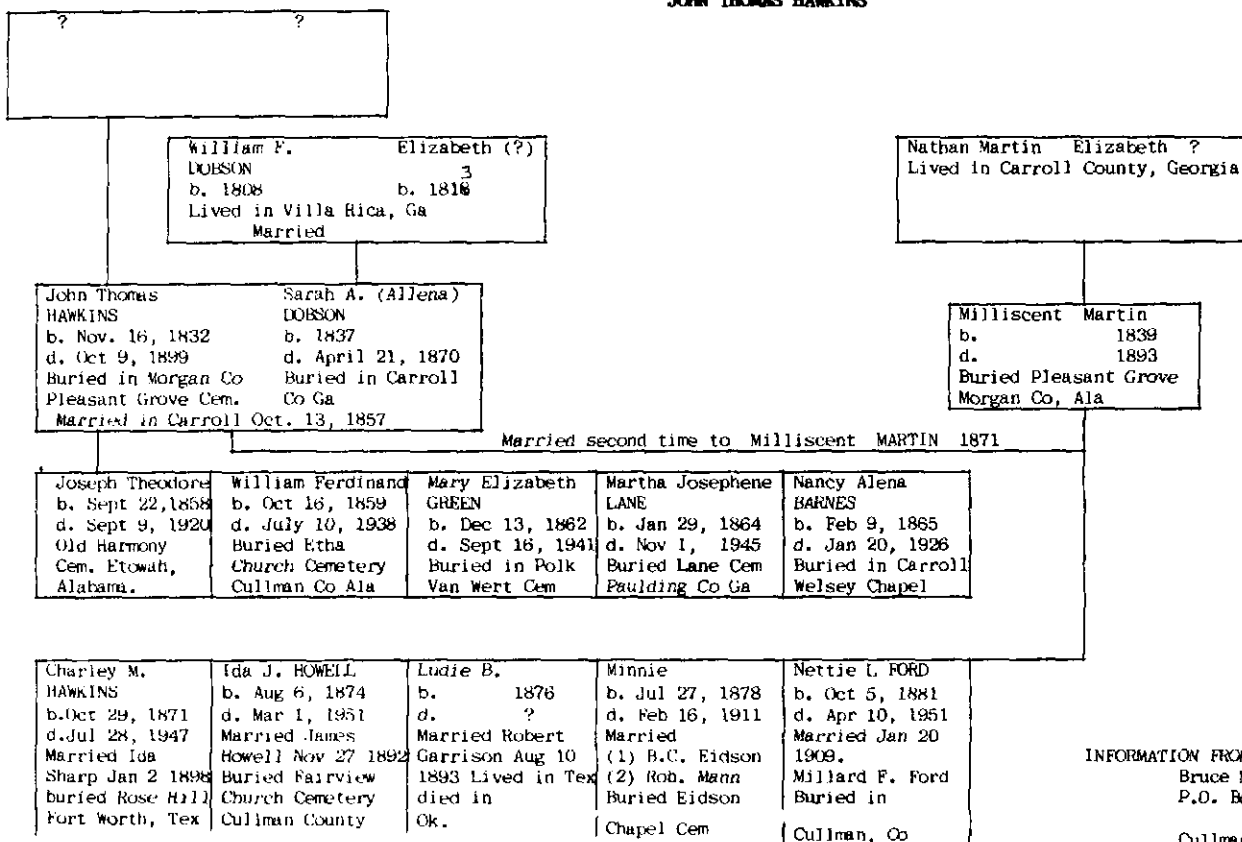 JOHN THOMAS HAWKINS
? ?
William F. Elizabeth (?)
DOBSON 3
b. 1808 b. 1818
Lived in Villa Rica, Ga
Married
Nathan Martin Elizabeth ?
Lived in Carroll County, Georgia
John Thomas Sarah A. (Allena)
HAWKINS DOBSON
b. Nov. 16, 1832 b. 1837
d. Oct 9, 1899 d. April 21, 1870
Buried in Morgan Co Buried in Carroll
Pleasant Grove Cem. Co Ga
Married in Carroll Oct. 13, 1857
Milliscent Martin
b. 1839
d. 1893
Buried Pleasant Grove
Morgan Co, Ala
Married second time to Milliscent MARTIN 1871
Joseph Theodore
b. Sept 22,1858
d. Sept 9, 1920
Old Harmony
Cem. Etowah,
Alabama.
William Ferdinand
b. Oct 16, 1859
d. July 10, 1938
Buried Etha
Church Cemetery
Cullman Co Ala
Mary Elizabeth
GREEN
b. Dec 13, 1862
d. Sept 16, 1941
Buried in Polk
Van Wert Cem
Martha Josephene
LANE
b. Jan 29, 1864
d. Nov 1, 1945
Buried Lane Cem
Paulding Co Ga
Nancy Alena
BARNES
b. Feb 9, 1865
d. Jan 20, 1926
Buried in Carroll
Welsey Chapel
Charley M.
HAWKINS
b.Oct 29, 1871
d.Jul 28, 1947
Married Ida
Sharp Jan 2 1898
buried Rose Hill
Fort Worth, Tex
Ida J. HOWELL
b. Aug 6, 1874
d. Mar 1, 1951
Married James
Howell Nov 27 1892
Buried Fairview
Church Cemetery
Cullman County
Ludie B.
b. 1876
d. ?
Married Robert
Garrison Aug 10
1893 Lived in Tex
died in
Ok.
Minnie
b. Jul 27, 1878
d. Feb 16, 1911
Married
(1) B.C. Eidson
(2) Rob. Mann
Buried Eidson
Chapel Cem
Nettie L FORD
b. Oct 5, 1881
d. Apr 10, 1951
Married Jan 20
1909.
Millard F. Ford
Buried in
Cullman, Co
INFORMATION FRO
Bruce
P.O. B
Cullma